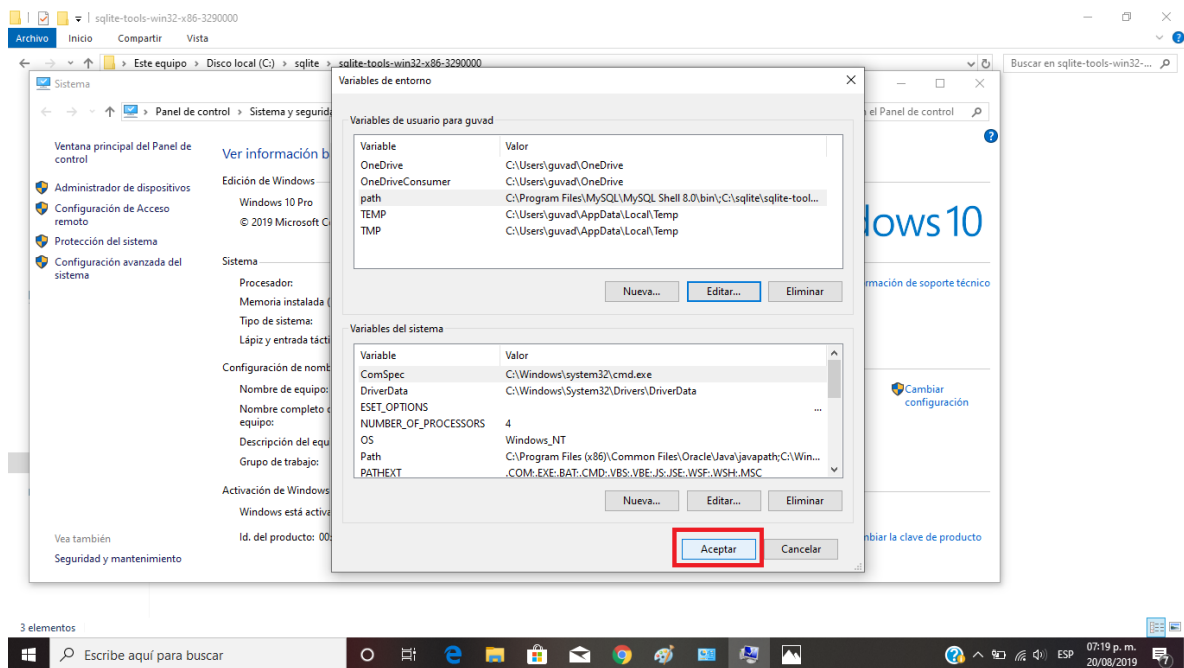 sqlite-tools-win32-x86-3290000
Archivo Inicio Compartir Vista
Este equipo > Disco local (C:) > sqlite > sqlite-tools-win32-x86-3290000
Buscar en sqlite-tools-win32-...
Sistema
Panel de control > Sistema y segurida
el Panel de control
Ventana principal del Panel de
control
Administrador de dispositivos
Configuración de Acceso
remoto
Protección del sistema
Configuración avanzada del
sistema
Vea también
Seguridad y mantenimiento
Ver información b
Edición de Windows
Windows 10 Pro
© 2019 Microsoft C
Sistema
Procesador:
Memoria instalada (
Tipo de sistema:
Lápiz y entrada tácti
Configuración de nomb
Nombre de equipo:
Nombre completo d
equipo:
Descripción del equ
Grupo de trabajo:
Activación de Windows
Windows está activa
Id. del producto: 00
dows 10
rmación de soporte técnico
Cambiar
configuración
mbiar la clave de producto
Variables de entorno
Variables de usuario para guvad
Variable Valor
OneDrive C:\Users\guvad\OneDrive
OneDriveConsumer C:\Users\guvad\OneDrive
path C:\Program Files\MySQL\MySQL Shell 8.0\bin\;C:\sqlite\sqlite-tool...
TEMP C:\Users\guvad\AppData\Local\Temp
TMP C:\Users\guvad\AppData\Local\Temp
Nueva... Editar... Eliminar
Variables del sistema
Variable Valor
ComSpec C:\Windows\system32\cmd.exe
DriverData C:\Windows\System32\Drivers\DriverData
ESET_OPTIONS ...
NUMBER_OF_PROCESSORS 4
OS Windows_NT
Path C:\Program Files (x86)\Common Files\Oracle\Java\javapath;C:\Win...
PATHEXT .COM;.EXE;.BAT;.CMD;.VBS;.VBE;.JS;.JSE;.WSF;.WSH;.MSC
Nueva... Editar... Eliminar
Aceptar Cancelar
3 elementos
Escribe aquí para buscar
ESP
07:19 p. m.
20/08/2019
7